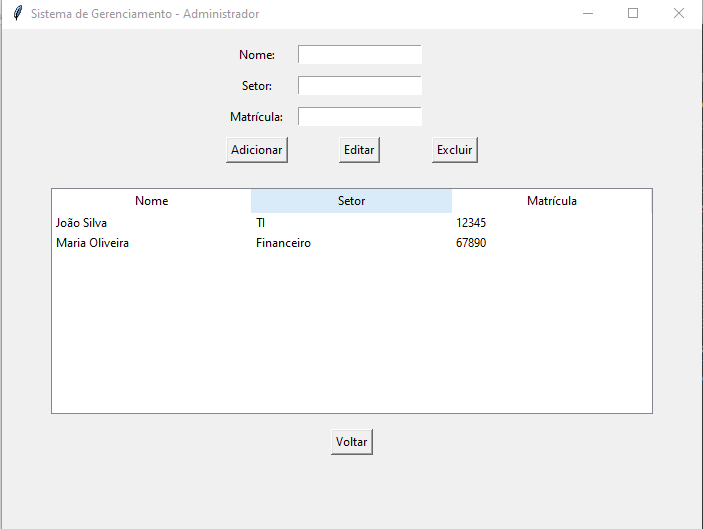 Sistema de Gerenciamento - Administrador
Nome:
Setor:
Matrícula:
Adicionar Editar Excluir
Nome Setor Matrícula
João Silva TI 12345
Maria Oliveira Financeiro 67890
Voltar